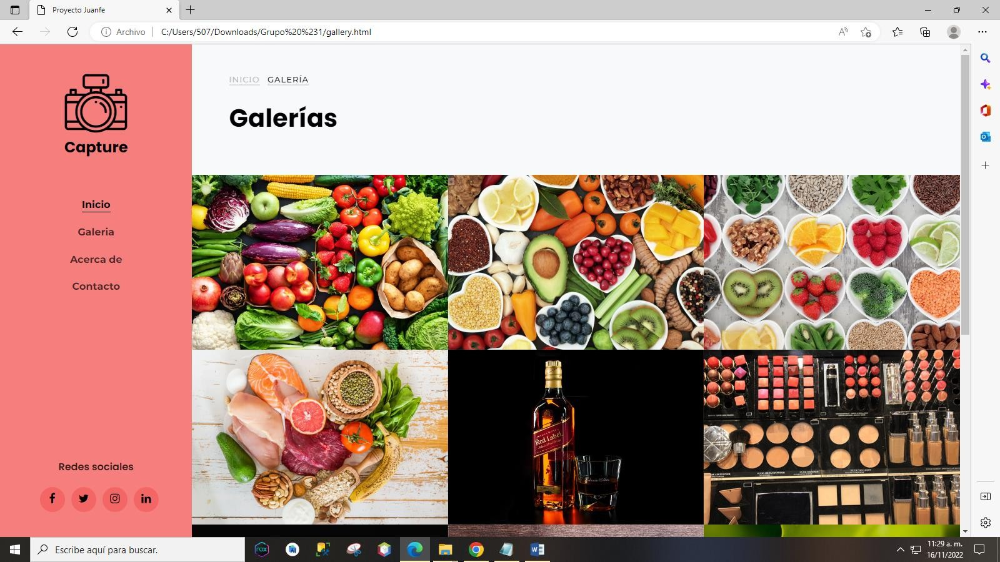 Proyecto Juanfe
Archivo
C:/Users/507/Downloads/Grupo%20%231/gallery.html
Capture
Inicio
Galeria
Acerca de
Contacto
Redes sociales
INICIO GALERÍA
Galerías
Red Label
Escribe aquí para buscar.
nox
11:29 a. m.
16/11/2022